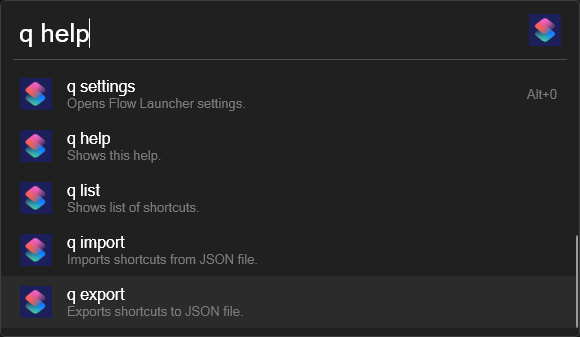 q help
q settings
Opens Flow Launcher settings.
Alt+0
q help
Shows this help.
q list
Shows list of shortcuts.
q import
Imports shortcuts from JSON file.
q export
Exports shortcuts to JSON file.